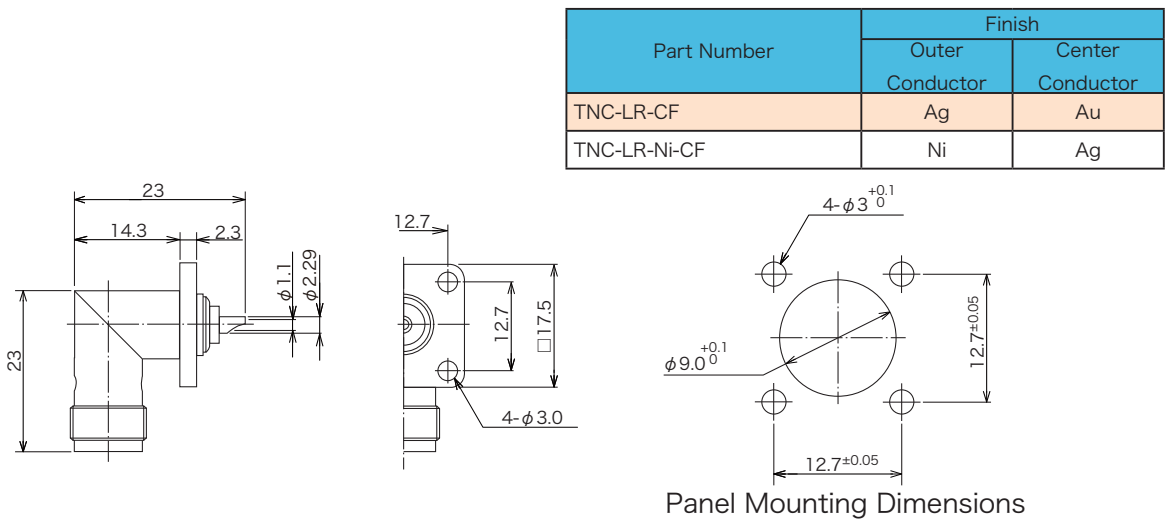 Part Number
Finish
Outer Conductor
Center Conductor
TNC-LR-CF Ag Au
TNC-LR-Ni-CF Ni Ag
23
14.3
2.3
φ1.1
φ2.29
23
12.7
12.7
□17.5
4-φ3.0
4-φ3 +0.1 0
φ9.0 +0.1 0
12.7±0.05
12.7±0.05
Panel Mounting Dimensions